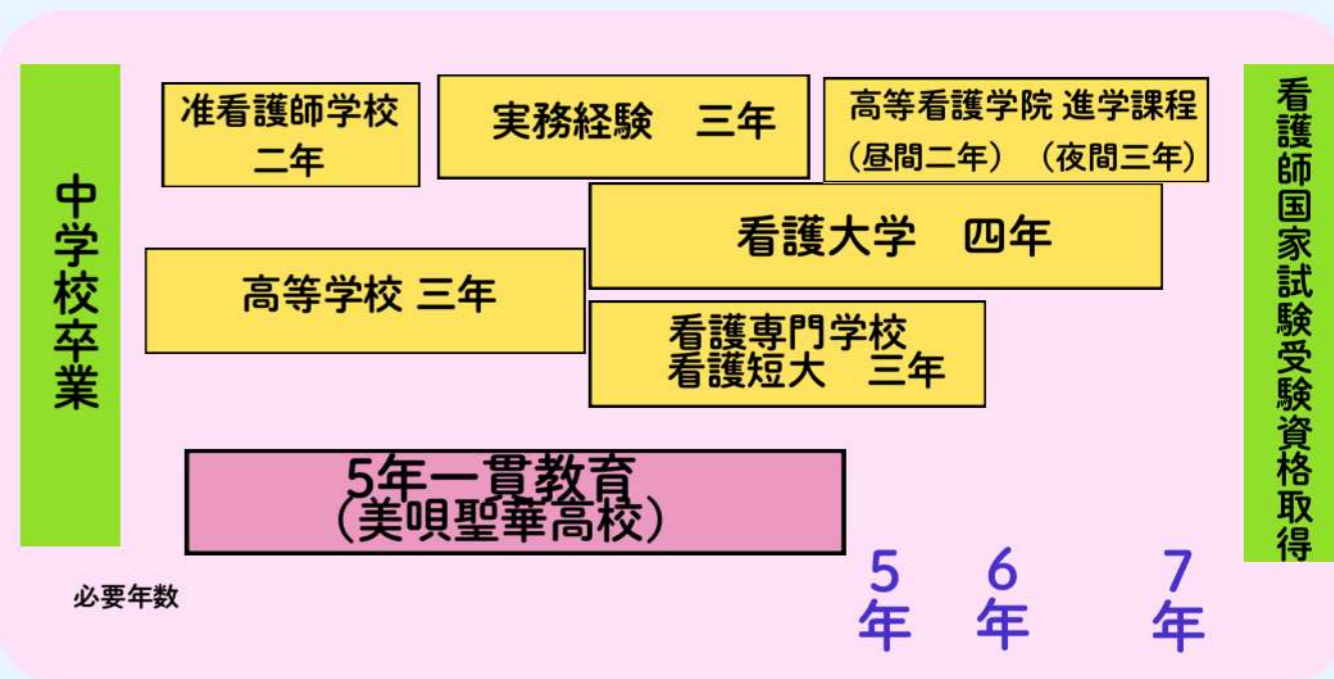 中学校卒業
准看護師学校
二年
実務経験 三年
高等看護学院 進学課程
(昼間二年) (夜間三年)
看護大学 四年
高等学校 三年
看護専門学校
看護短大 三年
5年一貫教育
(美唄聖華高校)
必要年数
5年
6年
7年
看護師国家試験受験資格取得